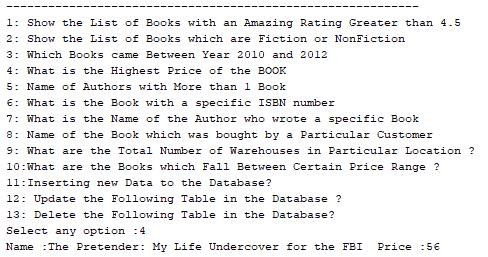 ------------------------------------------------------------
1: Show the List of Books with an Amazing Rating Greater than 4.5
2: Show the List of Books which are Fiction or NonFiction
3: Which Books came Between Year 2010 and 2012
4: What is the Highest Price of the BOOK
5: Name of Authors with More than 1 Book
6: What is the Book with a specific ISBN number
7: What is the Name of the Author who wrote a specific Book
8: Name of the Book which was bought by a Particular Customer
9: What are the Total Number of Warehouses in Particular Location ?
10:What are the Books which Fall Between Certain Price Range ?
11:Inserting new Data to the Database?
12: Update the Following Table in the Database ?
13: Delete the Following Table in the Database?
Select any option :4
Name :The Pretender: My Life Undercover for the FBI  Price :56